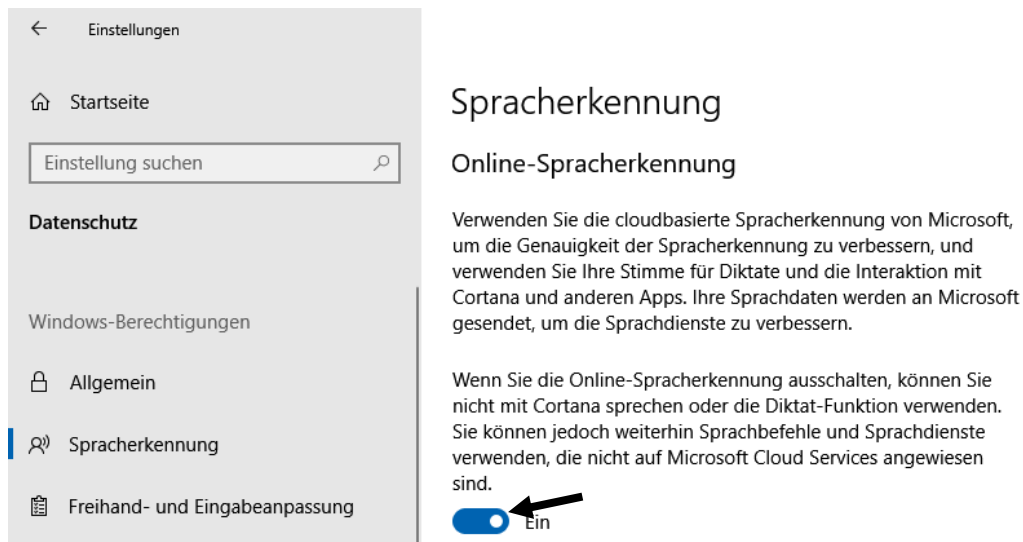 Einstellungen
Startseite
Einstellung suchen
Datenschutz
Windows-Berechtigungen
Allgemein
Spracherkennung
Freihand- und Eingabeanpassung
Spracherkennung
Online-Spracherkennung
Verwenden Sie die cloudbasierte Spracherkennung von Microsoft,
um die Genauigkeit der Spracherkennung zu verbessern, und
verwenden Sie Ihre Stimme für Diktate und die Interaktion mit
Cortana und anderen Apps. Ihre Sprachdaten werden an Microsoft
gesendet, um die Sprachdienste zu verbessern.
Wenn Sie die Online-Spracherkennung ausschalten, können Sie
nicht mit Cortana sprechen oder die Diktat-Funktion verwenden.
Sie können jedoch weiterhin Sprachbefehle und Sprachdienste
verwenden, die nicht auf Microsoft Cloud Services angewiesen
sind.
Ein